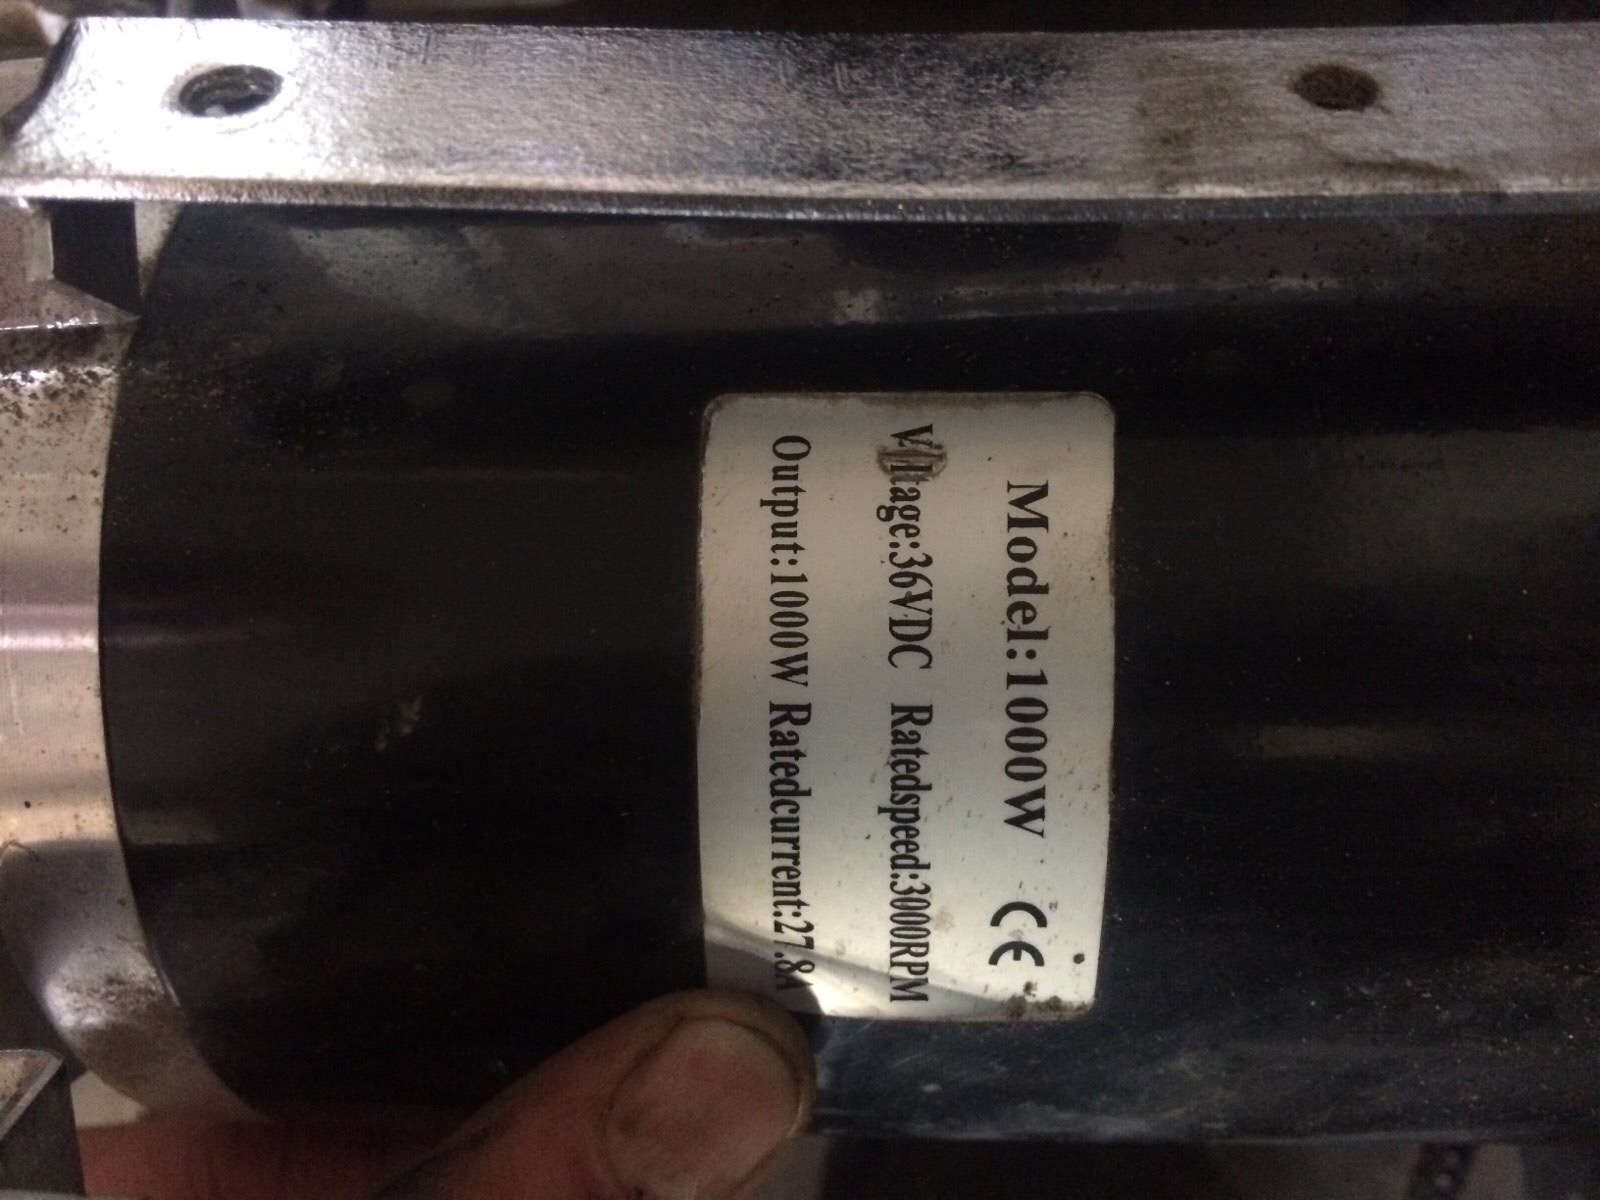 Model:1000W CE
Voltage:36VDC Ratedspeed:3000RPM
Output:1000W Ratedcurrent:27.8A